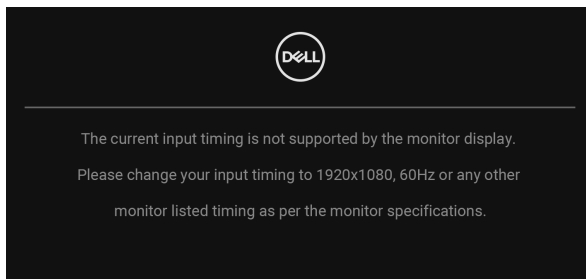 DELL
The current input timing is not supported by the monitor display.
Please change your input timing to 1920x1080, 60Hz or any other
monitor listed timing as per the monitor specifications.